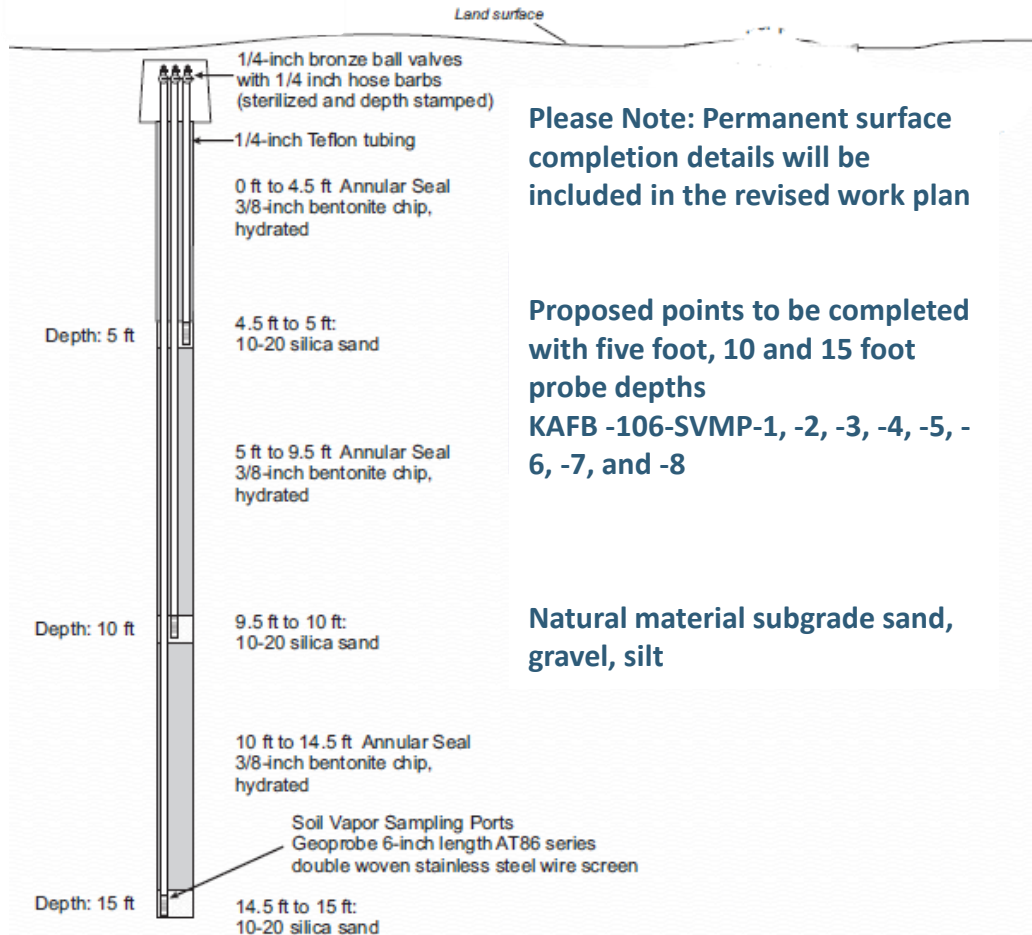 Land surface
1/4-inch bronze ball valves
with 1/4 inch hose barbs
(sterilized and depth stamped)
1/4-inch Teflon tubing
0 ft to 4.5 ft Annular Seal
3/8-inch bentonite chip,
hydrated
Please Note: Permanent surface
completion details will be
included in the revised work plan
Depth: 5 ft
4.5 ft to 5 ft:
10-20 silica sand
Proposed points to be completed
with five foot, 10 and 15 foot
probe depths
KAFB -106-SVMP-1, -2, -3, -4, -5, -
6, -7, and -8
5 ft to 9.5 ft Annular Seal
3/8-inch bentonite chip,
hydrated
Depth: 10 ft
9.5 ft to 10 ft:
10-20 silica sand
Natural material subgrade sand,
gravel, silt
10 ft to 14.5 ft Annular Seal
3/8-inch bentonite chip,
hydrated
Soil Vapor Sampling Ports
Geoprobe 6-inch length AT86 series
double woven stainless steel wire screen
Depth: 15 ft
14.5 ft to 15 ft:
10-20 silica sand